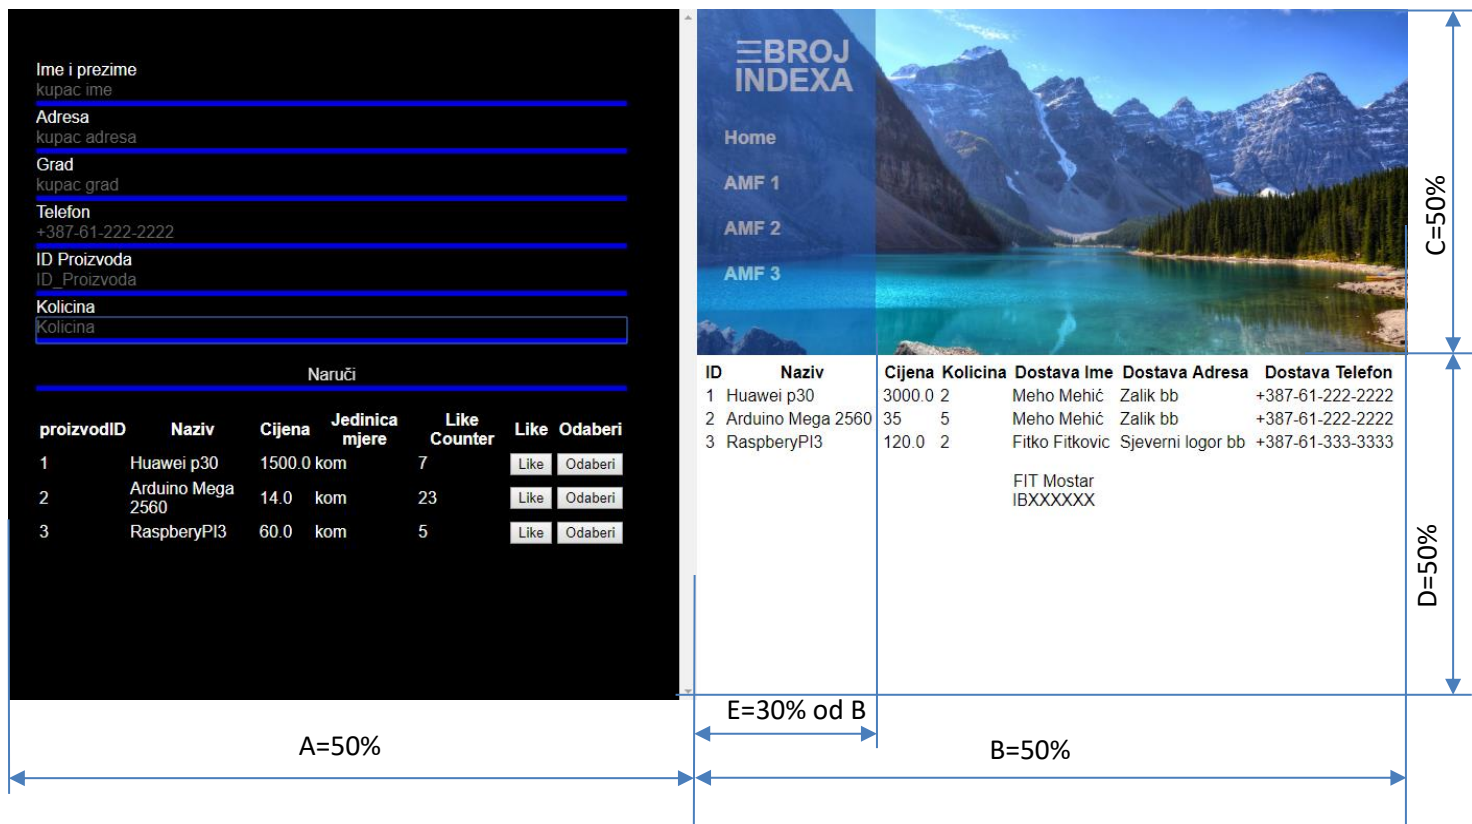 Ime i prezime
kupac ime
Adresa
kupac adresa
Grad
kupac grad
Telefon
+387-61-222-2222
ID Proizvoda
ID_Proizvoda
Kolicina
Kolicina
Naruči
proizvodID Naziv Cijena Jedinica mjere Like Counter Like Odaberi
1 Huawei p30 1500.0 kom 7 Like Odaberi
2 Arduino Mega 2560 14.0 kom 23 Like Odaberi
3 RaspberyPI3 60.0 kom 5 Like Odaberi
BROJ
INDEXA
Home
AMF 1
AMF 2
AMF 3
ID Naziv Cijena Kolicina Dostava Ime Dostava Adresa Dostava Telefon
1 Huawei p30 3000.0 2 Meho Mehić Zalik bb +387-61-222-2222
2 Arduino Mega 2560 35 5 Meho Mehić Zalik bb +387-61-222-2222
3 RaspberyPI3 120.0 2 Fitko Fitkovic Sjeverni logor bb +387-61-333-3333
FIT Mostar
IBXXXXXX
C=50%
D=50%
E=30% od B
A=50%
B=50%